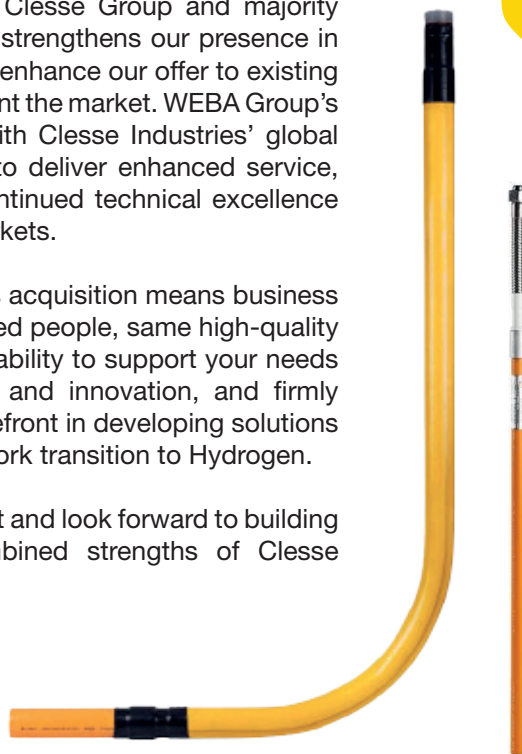 Clesse Group and majority
strengthens our presence in
enhance our offer to existing
nt the market. WEBA Group's
ith Clesse Industries' global
to deliver enhanced service,
ntinued technical excellence
kets.
s acquisition means business
ed people, same high-quality
ability to support your needs
and innovation, and firmly
efront in developing solutions
ork transition to Hydrogen.
t and look forward to building
mbined strengths of Clesse